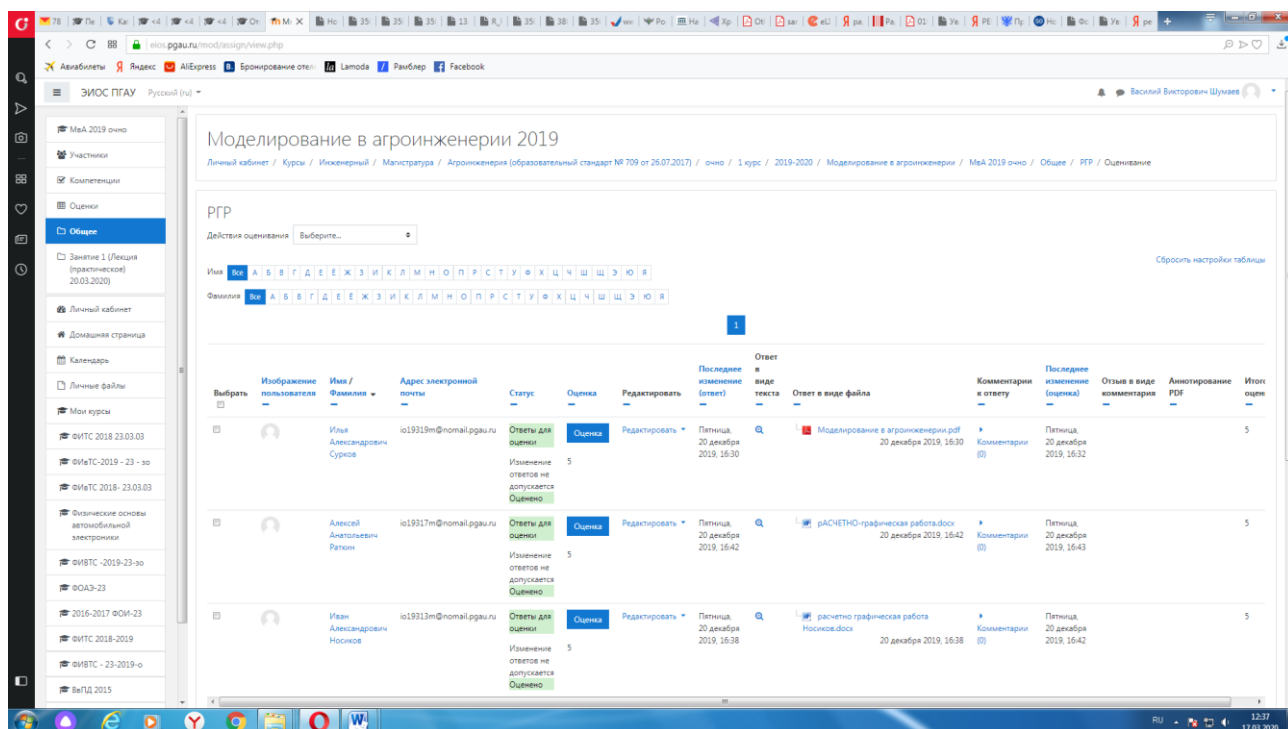 eios.pgau.ru/mod/assign/view.php
Авиабилеты Яндекс AliExpress Бронирование отел Lamoda Рамблер Facebook
ЭИОС ПГАУ Русский (ru)
Василий Викторович Шумаев
МвА 2019 очно
Участники
Компетенции
Оценки
Общее
Занятие 1 (Лекция
(практическое)
20.03.2020)
Личный кабинет
Домашняя страница
Календарь
Личные файлы
Мои курсы
ФИТС 2018 23.03.03
ФИвТС-2019 - 23 - зо
ФИвТС 2018- 23.03.03
Физические основы
автомобильной
электроники
ФИВТС -2019-23-зо
ФОАЭ-23
2016-2017 ФОИ-23
ФИТС 2018-2019
ФИВТС - 23-2019-о
ВвПД 2015
Моделирование в агроинженерии 2019
Личный кабинет / Курсы / Инженерный / Магистратура / Агроинженерия (образовательный стандарт № 709 от 26.07.2017) / очно / 1 курс / 2019-2020 / Моделирование в агроинженерии / МвА 2019 очно / Общее / РГР / Оценивание
РГР
Действия оценивания Выберите...
Сбросить настройки таблицы
Имя Все А Б В Г Д Е Ё Ж З И К Л М Н О П Р С Т У Ф Х Ц Ч Ш Щ Э Ю Я
Фамилия Все А Б В Г Д Е Ё Ж З И К Л М Н О П Р С Т У Ф Х Ц Ч Ш Щ Э Ю Я
1
Выбрать
Изображение
пользователя
Имя /
Фамилия
Адрес электронной
почты
Статус
Оценка
Редактировать
Последнее
изменение
(ответ)
Ответ
в
виде
текста
Ответ в виде файла
Комментарии
к ответу
Последнее
изменение
(оценка)
Отзыв в виде
комментария
Аннотирование
PDF
Итого
оцен
Илья
Александрович
Сурков
io19319m@nomail.pgau.ru
Ответы для
оценки
Изменение
ответов не
допускается
Оценено
Оценка
5
Редактировать
Пятница,
20 декабря
2019, 16:30
Моделирование в агроинженерии.pdf
20 декабря 2019, 16:30
Комментарии
(0)
Пятница,
20 декабря
2019, 16:32
5
Алексей
Анатольевич
Раткин
io19317m@nomail.pgau.ru
Ответы для
оценки
Изменение
ответов не
допускается
Оценено
Оценка
5
Редактировать
Пятница,
20 декабря
2019, 16:42
рАСЧЕТНО-графическая работа.docx
20 декабря 2019, 16:42
Комментарии
(0)
Пятница,
20 декабря
2019, 16:43
5
Иван
Александрович
Носиков
io19313m@nomail.pgau.ru
Ответы для
оценки
Изменение
ответов не
допускается
Оценено
Оценка
5
Редактировать
Пятница,
20 декабря
2019, 16:38
расчетно графическая работа
Носиков.docx
20 декабря 2019, 16:38
Комментарии
(0)
Пятница,
20 декабря
2019, 16:42
5
RU
12:37
17.03.2020